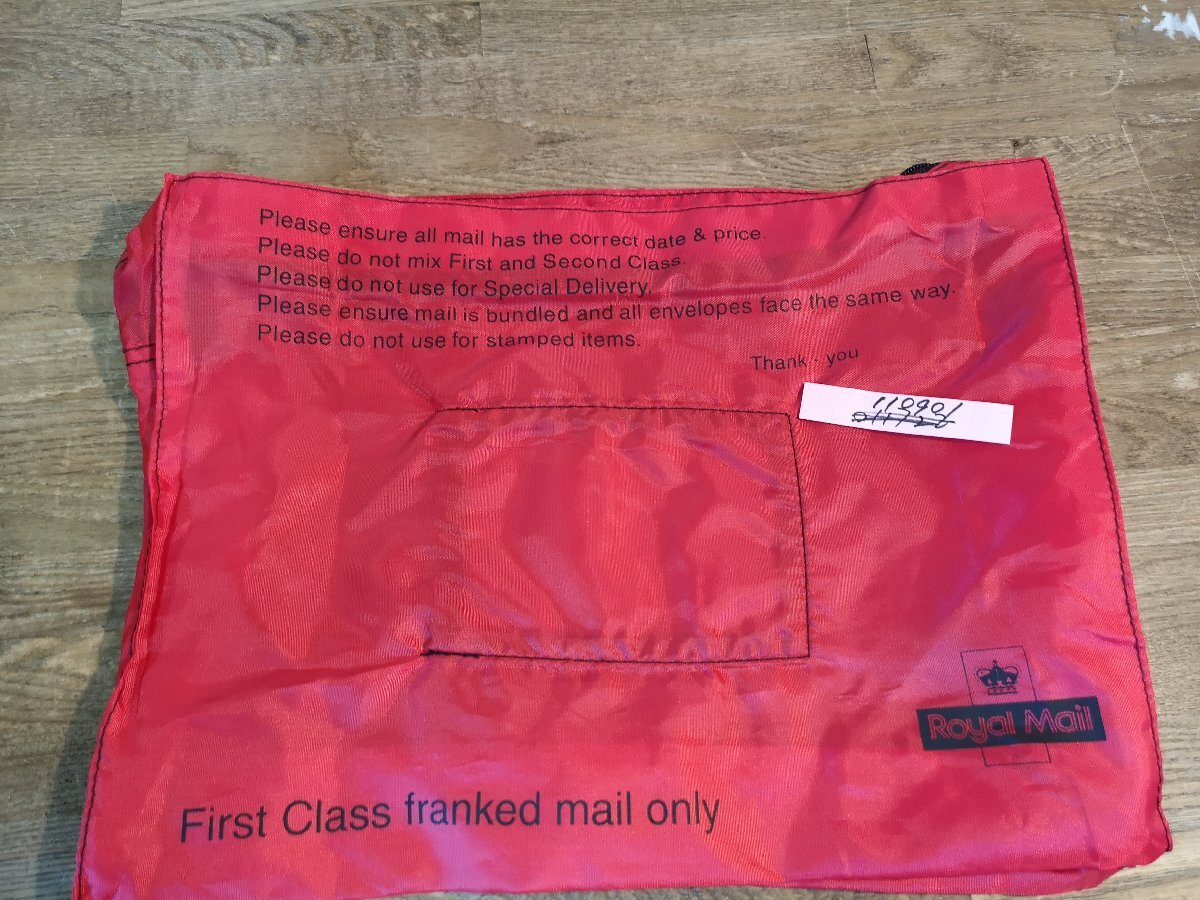 Please ensure all mail has the correct date & price.
Please do not mix First and Second Class.
Please do not use for Special Delivery.
Please ensure mail is bundled and all envelopes face the same way.
Please do not use for stamped items.
Thank - you
Royal Mail
First Class franked mail only